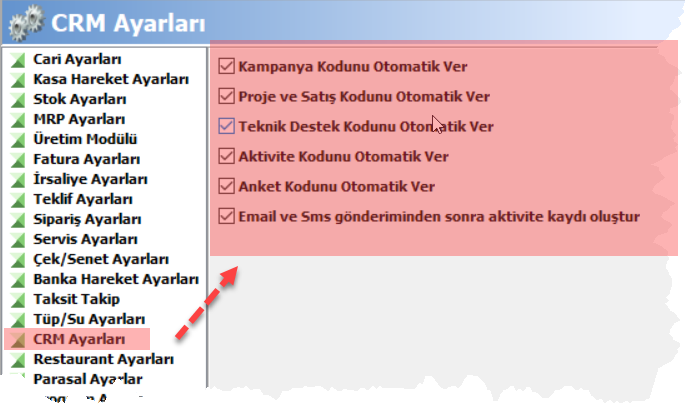 CRM Ayarları
Cari Ayarları
Kasa Hareket Ayarları
Stok Ayarları
MRP Ayarları
Üretim Modülü
Fatura Ayarları
İrsaliye Ayarları
Teklif Ayarları
Sipariş Ayarları
Servis Ayarları
Çek/Senet Ayarları
Banka Hareket Ayarları
Taksit Takip
Tüp/Su Ayarları
CRM Ayarları
Restaurant Ayarları
Parasal Ayarlar
Kampanya Kodunu Otomatik Ver
Proje ve Satış Kodunu Otomatik Ver
Teknik Destek Kodunu Otomatik Ver
Aktivite Kodunu Otomatik Ver
Anket Kodunu Otomatik Ver
Email ve Sms gönderiminden sonra aktivite kaydı oluştur